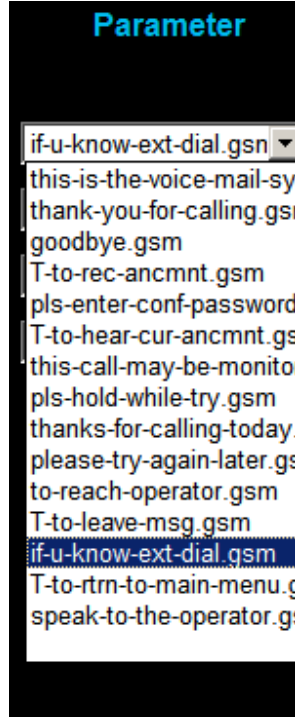 Parameter
if-u-know-ext-dial.gsn
this-is-the-voice-mail-sy
thank-you-for-calling.gsr
goodbye.gsm
T-to-rec-ancmnt.gsm
pls-enter-conf-password
T-to-hear-cur-ancmnt.gs
this-call-may-be-monitor
pls-hold-while-try.gsm
thanks-for-calling-today.
please-try-again-later.gs
to-reach-operator.gsm
T-to-leave-msg.gsm
if-u-know-ext-dial.gsm
T-to-rtrn-to-main-menu.g
speak-to-the-operator.gs